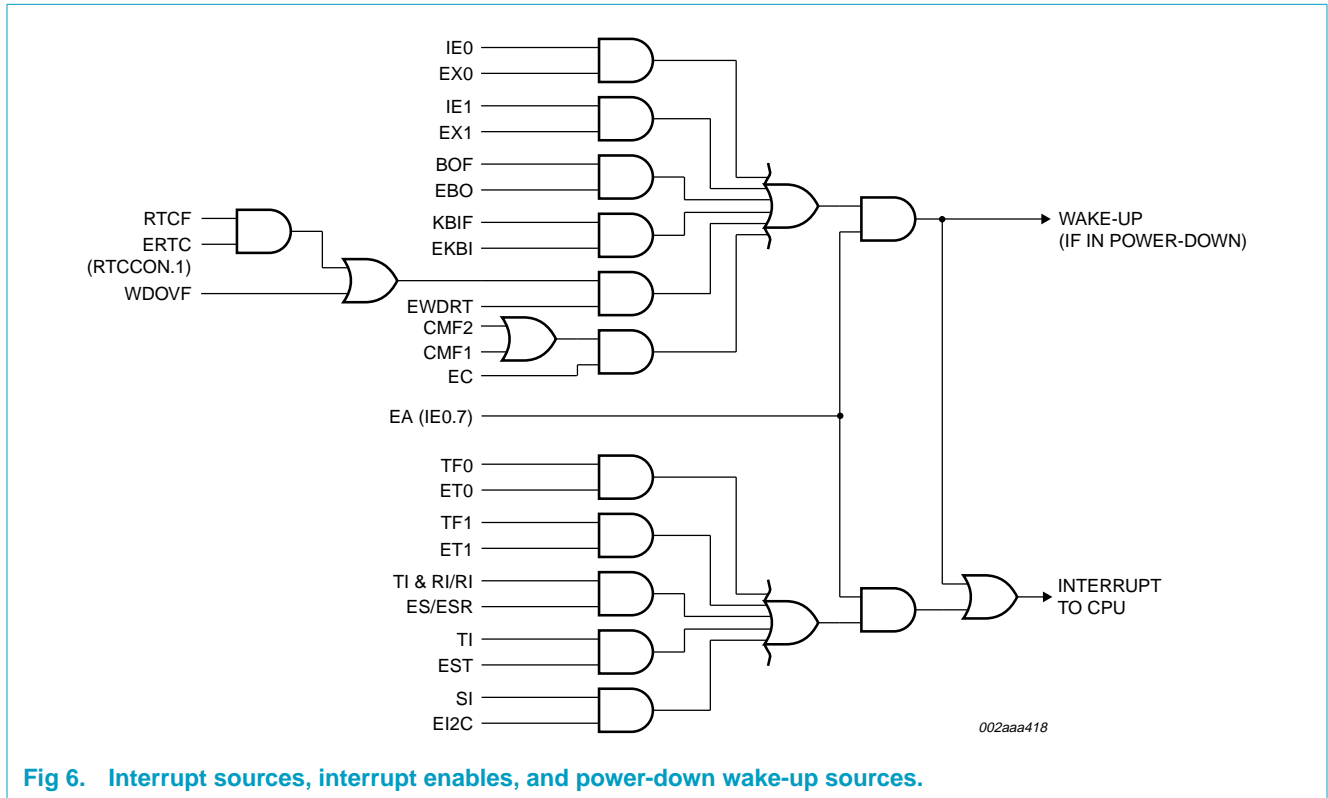 IE0
EX0
IE1
EX1
BOF
EBO
KBIF
EKBI
RTCF
ERTC
(RTCCON.1)
WDOVF
EWDRT
CMF2
CMF1
EC
EA (IE0.7)
TF0
ET0
TF1
ET1
TI & RI/RI
ES/ESR
TI
EST
SI
EI2C
WAKE-UP
(IF IN POWER-DOWN)
INTERRUPT
TO CPU
002aaa418
Fig 6. Interrupt sources, interrupt enables, and power-down wake-up sources.